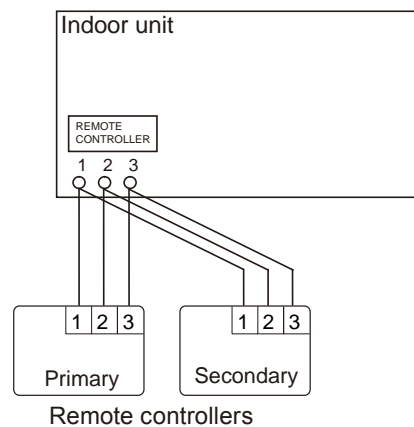 Indoor unit
REMOTE
CONTROLLER
1 2 3
1 2 3 1 2 3
Primary Secondary
Remote controllers